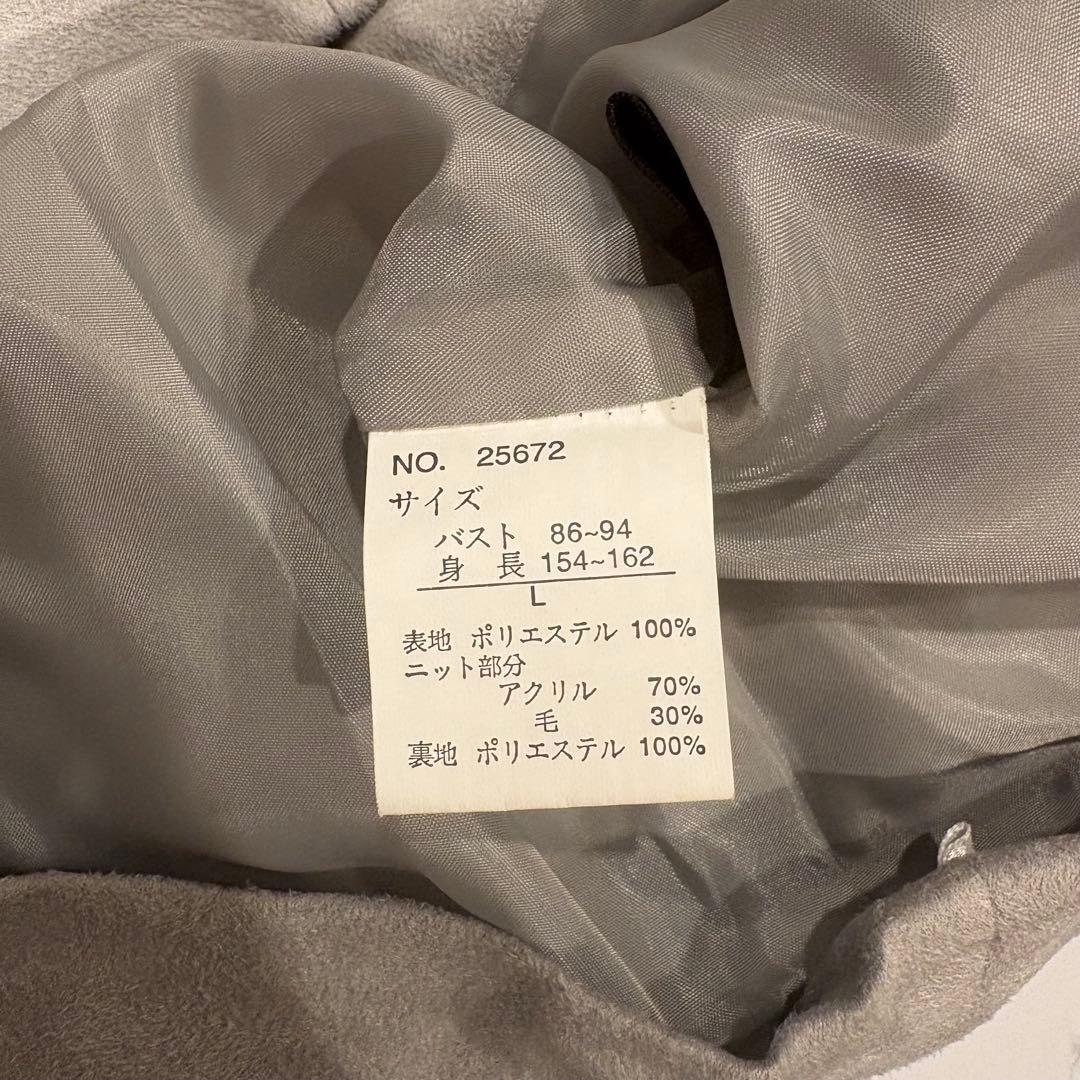 NO. 25672
サイズ
バスト 86~94
身 長 154~162
L
表地 ポリエステル 100%
ニット部分
アクリル 70%
毛 30%
裏地 ポリエステル 100%